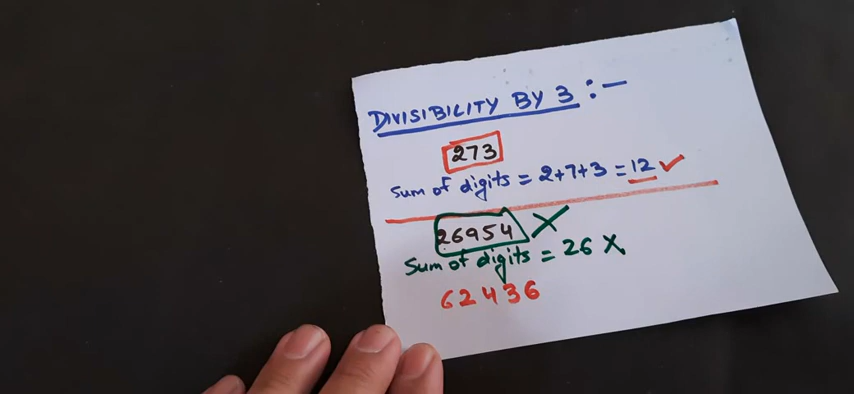 DIVISIBILITY BY 3 :-
273
Sum of digits = 2+7+3 = 12 ✓
26954 X
Sum of digits = 26 X
62436